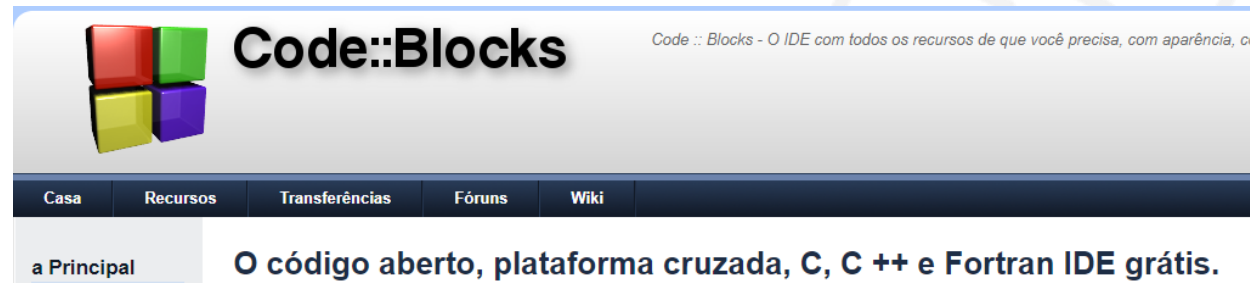 Code::Blocks
Code :: Blocks - O IDE com todos os recursos de que você precisa, com aparência,
Casa Recursos Transferências Fóruns Wiki
a Principal
O código aberto, plataforma cruzada, C, C ++ e Fortran IDE grátis.